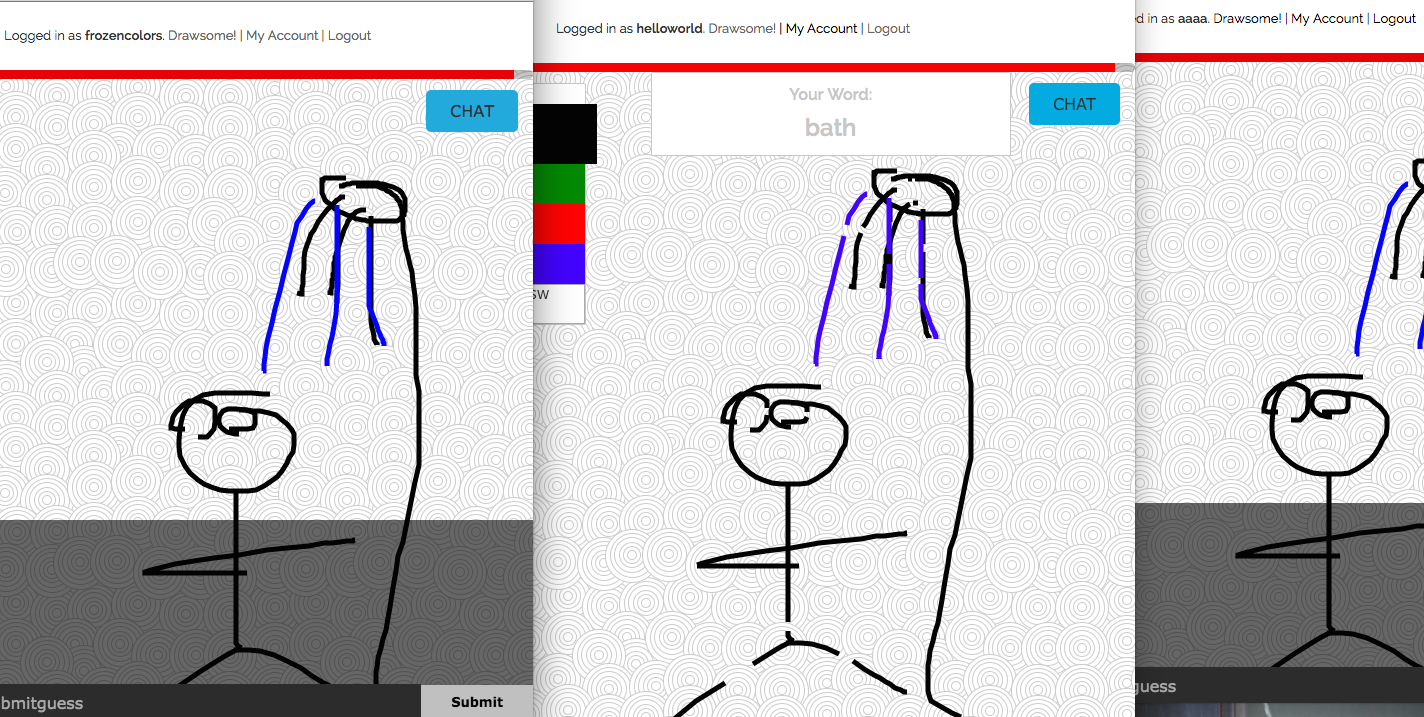 Logged in as frozencolors. Drawsome! | My Account | Logout
CHAT
bmitguess
Submit
Logged in as helloworld. Drawsome! | My Account | Logout
Your Word:
bath
CHAT
SW
d in as aaaa. Drawsome! | My Account | Logout
guess